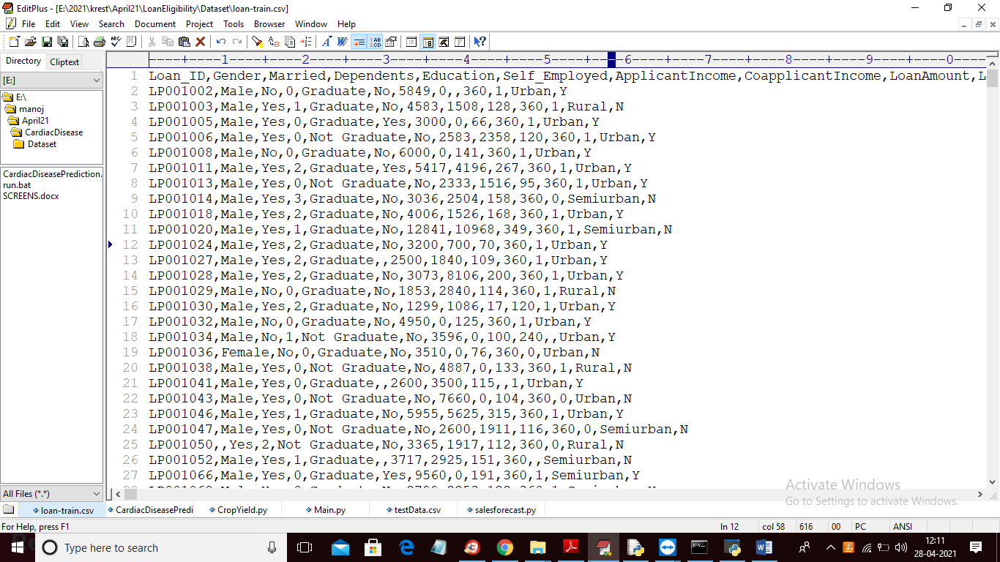 EditPlus - [E:\2021\krest\April21\LoanEligibility\Dataset\loan-train.csv]
File Edit View Search Document Project Tools Browser Window Help
Directory Cliptext
[E:]
E:\
manoj
April21
CardiacDisease
Dataset
CardiacDiseasePrediction.
run.bat
SCREENS.docx
All Files (*.*)
----+----1----+----2----+----3----+----4----+----5----+----6----+----7----+----8----+----9----+----0----
1 Loan_ID,Gender,Married,Dependents,Education,Self_Employed,ApplicantIncome,CoapplicantIncome,LoanAmount,L
2 LP001002,Male,No,0,Graduate,No,5849,0,,360,1,Urban,Y
3 LP001003,Male,Yes,1,Graduate,No,4583,1508,128,360,1,Rural,N
4 LP001005,Male,Yes,0,Graduate,Yes,3000,0,66,360,1,Urban,Y
5 LP001006,Male,Yes,0,Not Graduate,No,2583,2358,120,360,1,Urban,Y
6 LP001008,Male,No,0,Graduate,No,6000,0,141,360,1,Urban,Y
7 LP001011,Male,Yes,2,Graduate,Yes,5417,4196,267,360,1,Urban,Y
8 LP001013,Male,Yes,0,Not Graduate,No,2333,1516,95,360,1,Urban,Y
9 LP001014,Male,Yes,3,Graduate,No,3036,2504,158,360,0,Semiurban,N
10 LP001018,Male,Yes,2,Graduate,No,4006,1526,168,360,1,Urban,Y
11 LP001020,Male,Yes,1,Graduate,No,12841,10968,349,360,1,Semiurban,N
12 LP001024,Male,Yes,2,Graduate,No,3200,700,70,360,1,Urban,Y
13 LP001027,Male,Yes,2,Graduate,,2500,1840,109,360,1,Urban,Y
14 LP001028,Male,Yes,2,Graduate,No,3073,8106,200,360,1,Urban,Y
15 LP001029,Male,No,0,Graduate,No,1853,2840,114,360,1,Rural,N
16 LP001030,Male,Yes,2,Graduate,No,1299,1086,17,120,1,Urban,Y
17 LP001032,Male,No,0,Graduate,No,4950,0,125,360,1,Urban,Y
18 LP001034,Male,No,1,Not Graduate,No,3596,0,100,240,,Urban,Y
19 LP001036,Female,No,0,Graduate,No,3510,0,76,360,0,Urban,N
20 LP001038,Male,Yes,0,Not Graduate,No,4887,0,133,360,1,Rural,N
21 LP001041,Male,Yes,0,Graduate,,2600,3500,115,,1,Urban,Y
22 LP001043,Male,Yes,0,Not Graduate,No,7660,0,104,360,0,Urban,N
23 LP001046,Male,Yes,1,Graduate,No,5955,5625,315,360,1,Urban,Y
24 LP001047,Male,Yes,0,Not Graduate,No,2600,1911,116,360,0,Semiurban,N
25 LP001050,,Yes,2,Not Graduate,No,3365,1917,112,360,0,Rural,N
26 LP001052,Male,Yes,1,Graduate,,3717,2925,151,360,,Semiurban,N
27 LP001066,Male,Yes,0,Graduate,Yes,9560,0,191,360,1,Semiurban,Y
Activate Windows
Go to Settings to activate Windows.
loan-train.csv CardiacDiseasePredi CropYield.py Main.py testData.csv salesforecast.py
For Help, press F1 ln 12 col 58 616 00 PC ANSI
Type here to search
12:11
28-04-2021